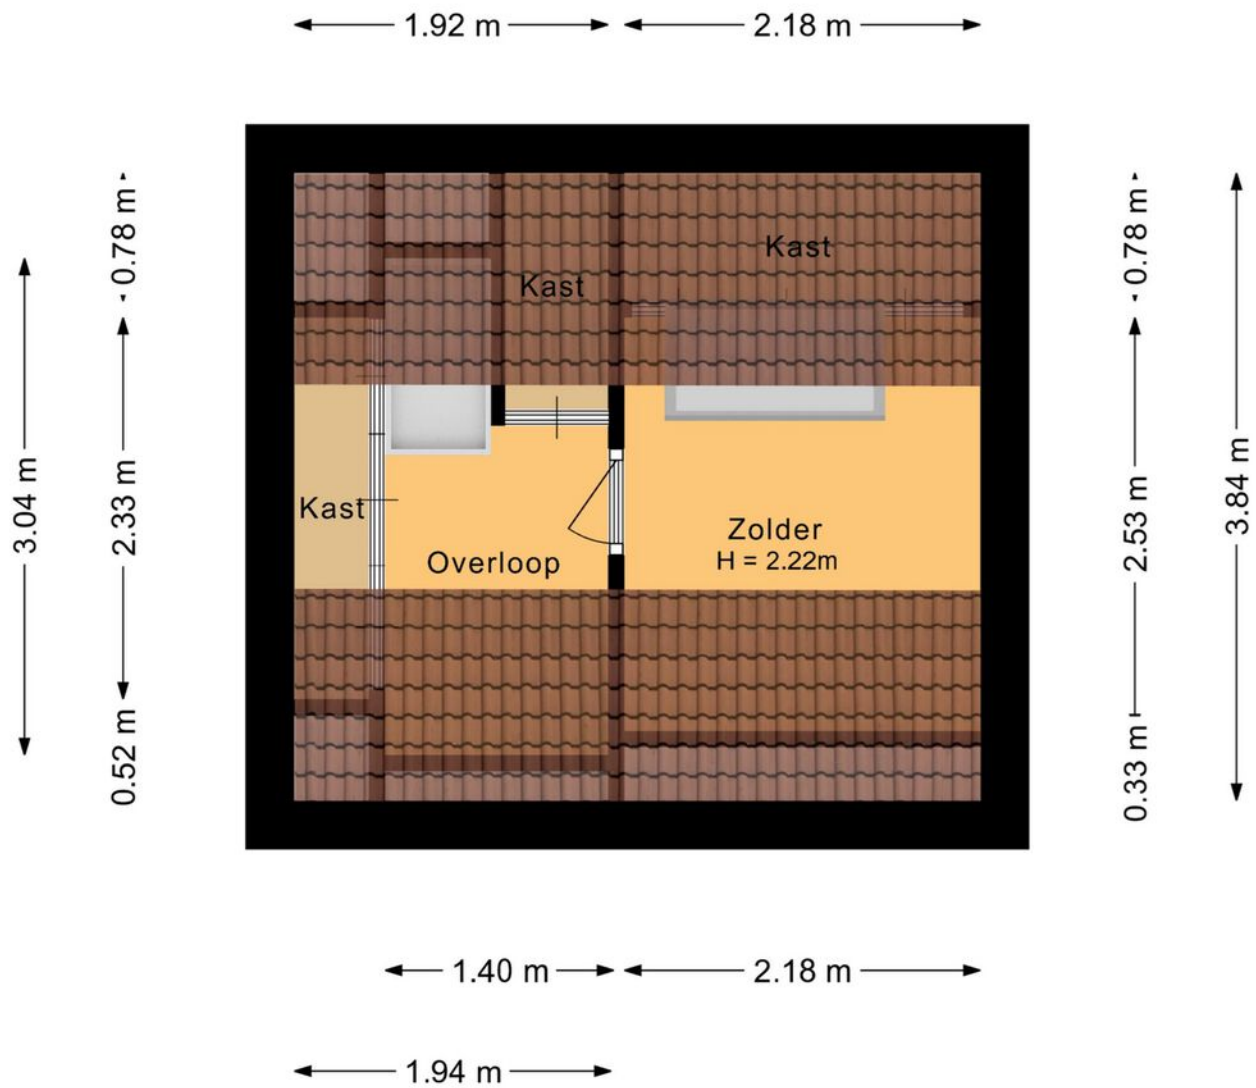 1.92 m
2.18 m
0.78 m
0.78 m
Kast
Kast
3.04 m
2.33 m
2.53 m
3.84 m
Kast
Zolder
H = 2.22m
Overloop
0.52 m
0.33 m
1.40 m
2.18 m
1.94 m